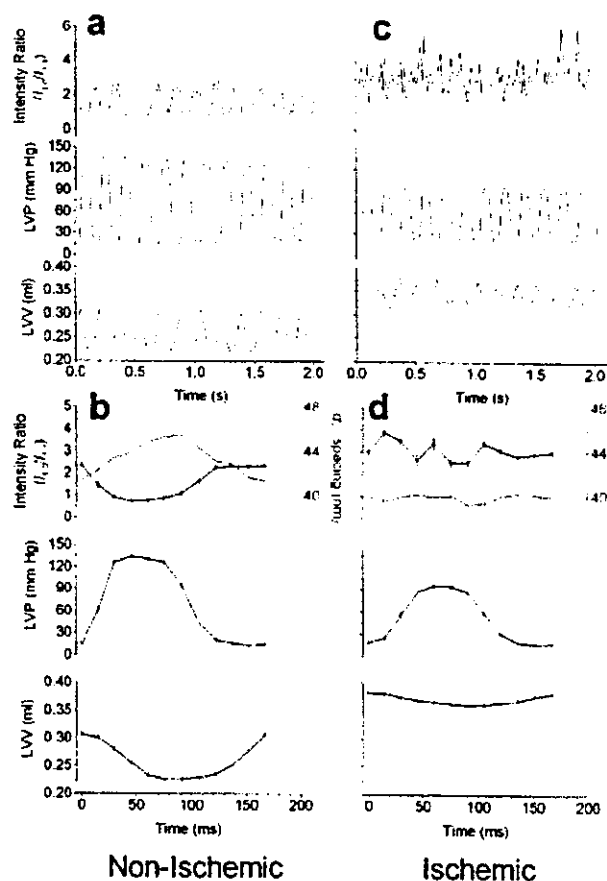 a
c
Intensity Ratio
6
4
2
0
LVP (mm Hg)
150
120
90
60
30
0
LVV (ml)
0.40
0.35
0.30
0.25
0.20
0.0 0.5 1.0 1.5 2.0
0.0 0.5 1.0 1.5 2.0
Time (s)
Time (s)
b
d
Intensity Ratio
5
4
3
2
1
0
48
44
40
spacing
44
40
LVP (mm Hg)
150
120
90
60
30
0
LVV (ml)
0.40
0.35
0.30
0.25
0.20
0 50 100 150 200
0 50 100 150 200
Time (ms)
Time (ms)
Non-Ischemic
Ischemic